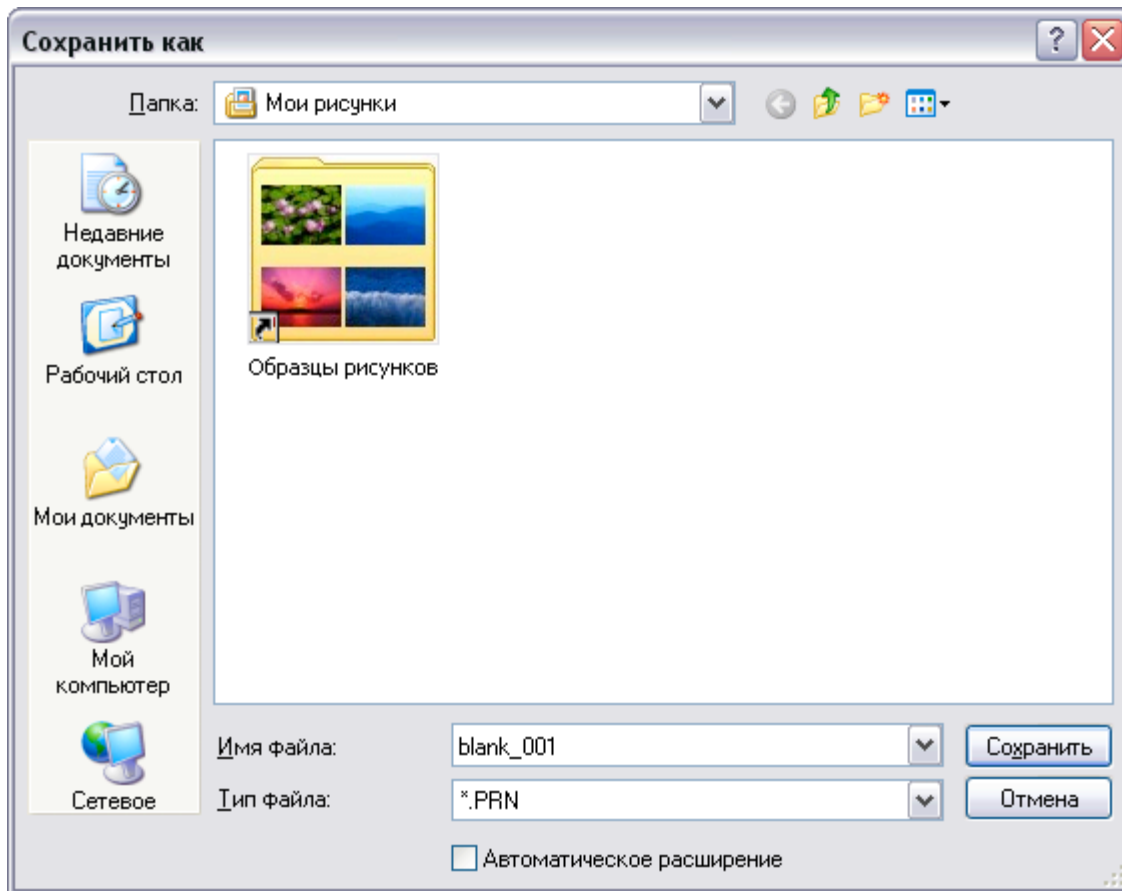 Сохранить как
Папка:
Мои рисунки
Недавние
документы
Рабочий стол
Мои документы
Мой
компьютер
Сетевое
Образцы рисунков
Имя файла:
blank_001
Сохранить
Тип файла:
*.PRN
Отмена
Автоматическое расширение